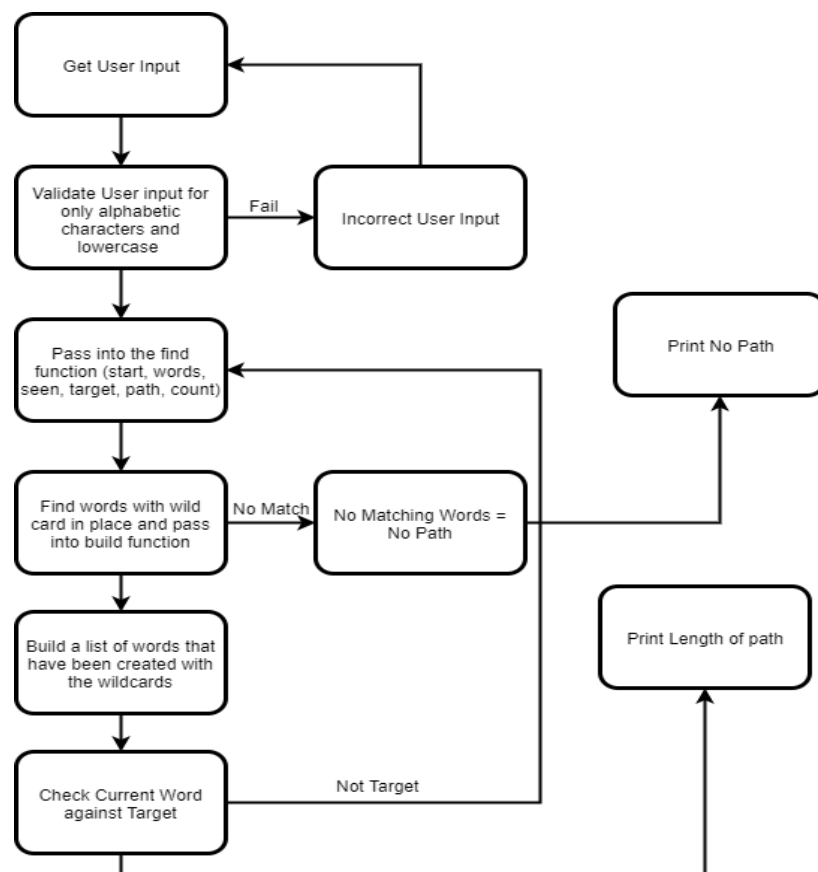 Get User Input
Validate User input for
only alphabetic
characters and
lowercase
Fail
Incorrect User Input
Pass into the find
function (start, words,
seen, target, path, count)
Print No Path
Find words with wild
card in place and pass
into build function
No Match
No Matching Words =
No Path
Build a list of words that
have been created with
the wildcards
Print Length of path
Check Current Word
against Target
Not Target